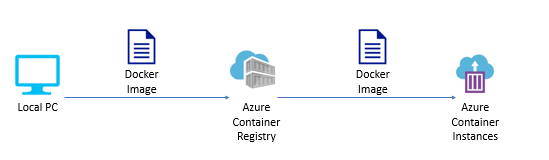 Docker
Image
Docker
Image
Local PC
Azure
Container
Registry
Azure
Container
Instances